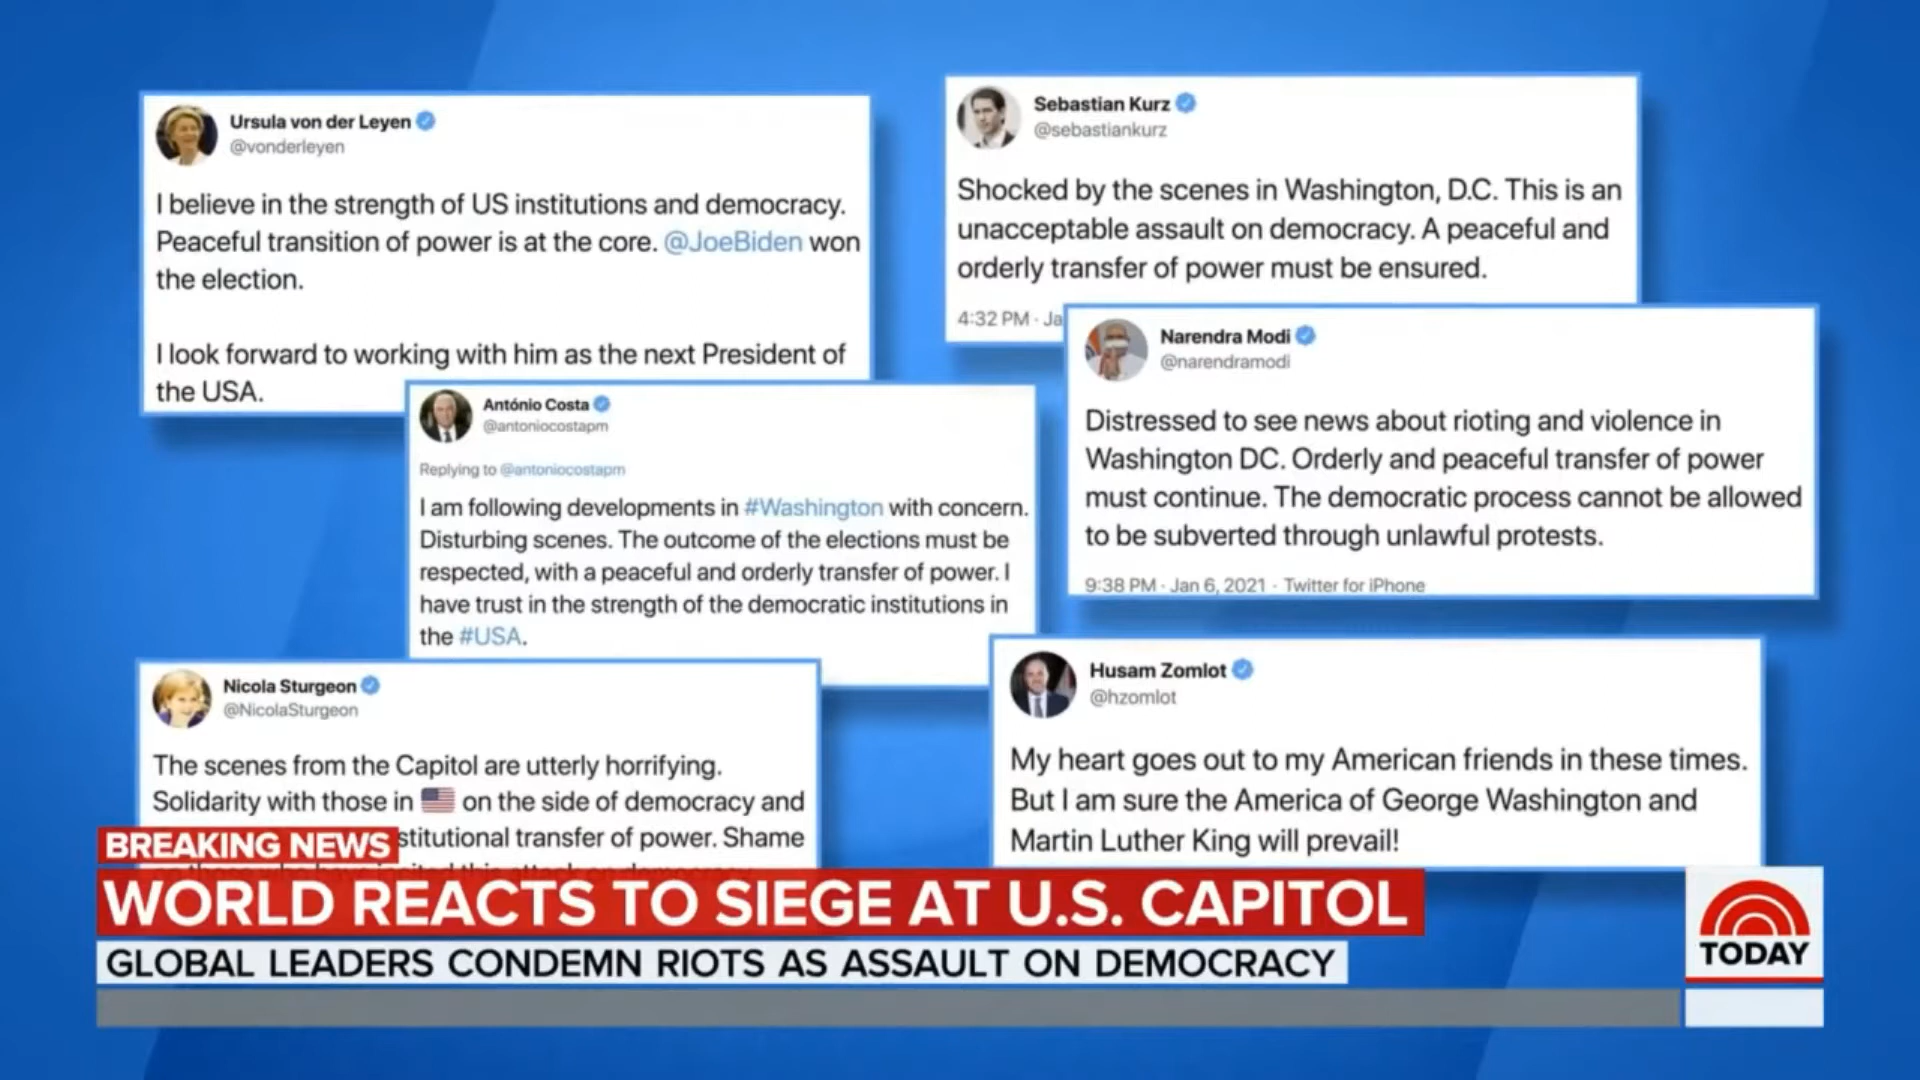 Ursula von der Leyen
@vonderleyen
I believe in the strength of US institutions and democracy.
Peaceful transition of power is at the core. @JoeBiden won
the election.
I look forward to working with him as the next President of
the USA.
Sebastian Kurz
@sebastiankurz
Shocked by the scenes in Washington, D.C. This is an
unacceptable assault on democracy. A peaceful and
orderly transfer of power must be ensured.
4:32 PM · Ja
Narendra Modi
@narendramodi
Distressed to see news about rioting and violence in
Washington DC. Orderly and peaceful transfer of power
must continue. The democratic process cannot be allowed
to be subverted through unlawful protests.
9:38 PM · Jan 6, 2021 · Twitter for iPhone
António Costa
@antoniocostapm
Replying to @antoniocostapm
I am following developments in #Washington with concern.
Disturbing scenes. The outcome of the elections must be
respected, with a peaceful and orderly transfer of power. I
have trust in the strength of the democratic institutions in
the #USA.
Nicola Sturgeon
@NicolaSturgeon
The scenes from the Capitol are utterly horrifying.
Solidarity with those in 🇺🇸 on the side of democracy and
stitutional transfer of power. Shame
Husam Zomlot
@hzomlot
My heart goes out to my American friends in these times.
But I am sure the America of George Washington and
Martin Luther King will prevail!
BREAKING NEWS
WORLD REACTS TO SIEGE AT U.S. CAPITOL
GLOBAL LEADERS CONDEMN RIOTS AS ASSAULT ON DEMOCRACY
TODAY